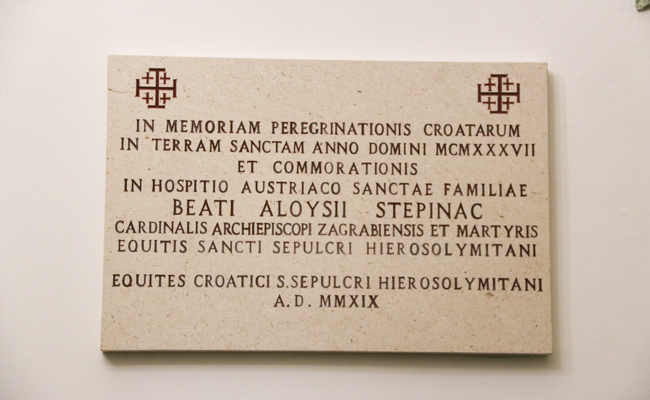 IN MEMORIAM PEREGRINATIONIS CROATARUM
IN TERRAM SANCTAM ANNO DOMINI MCMXXXVII
ET COMMORATIONIS
IN HOSPITIO AUSTRIACO SANCTAE FAMILIAE
BEATI ALOYSII STEPINAC
CARDINALIS ARCHIEPISCOPI ZAGRABIENSIS ET MARTYRIS
EQUITIS SANCTI SEPULCRI HIEROSOLYMITANI
EQUITES CROATICI S.SEPULCRI HIEROSOLYMITANI
A.D. MMXIX